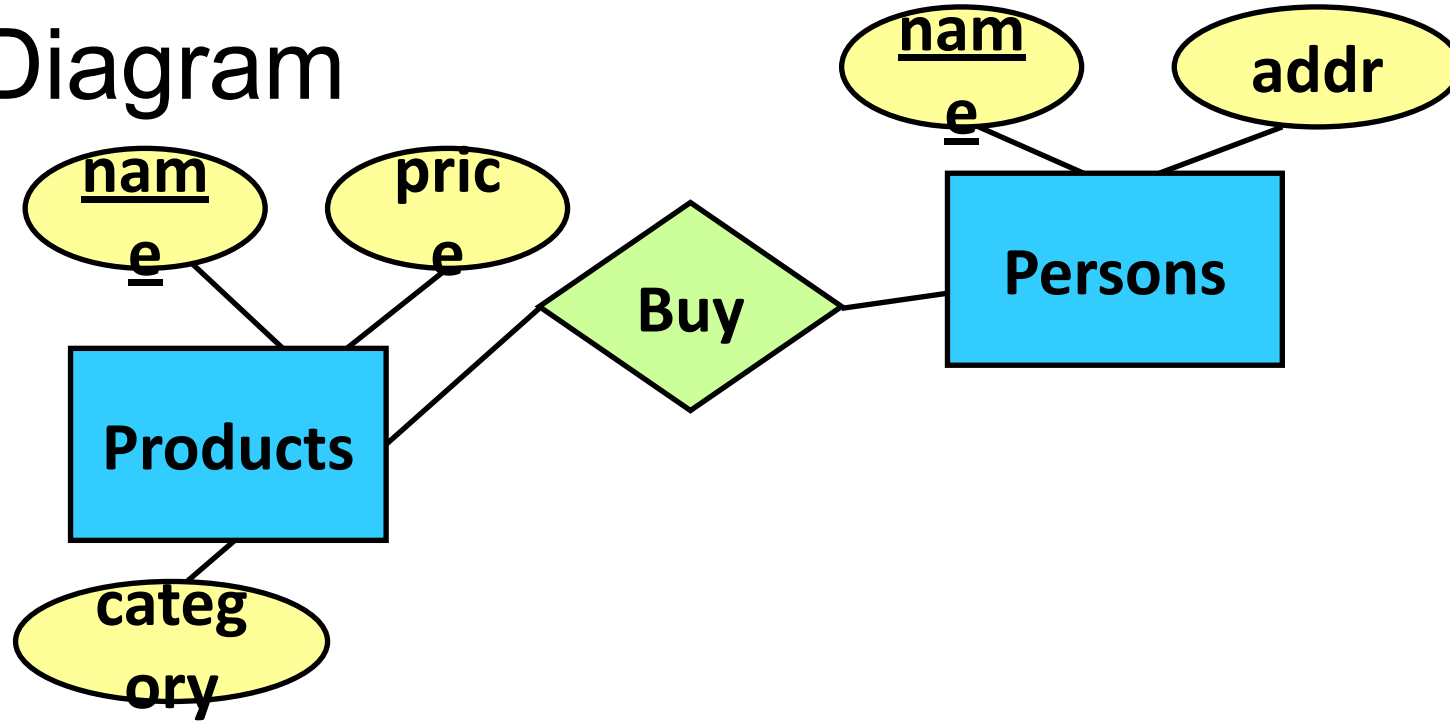 Diagram
nam
e
addr
nam
e
pric
e
Buy
Persons
Products
categ
ory